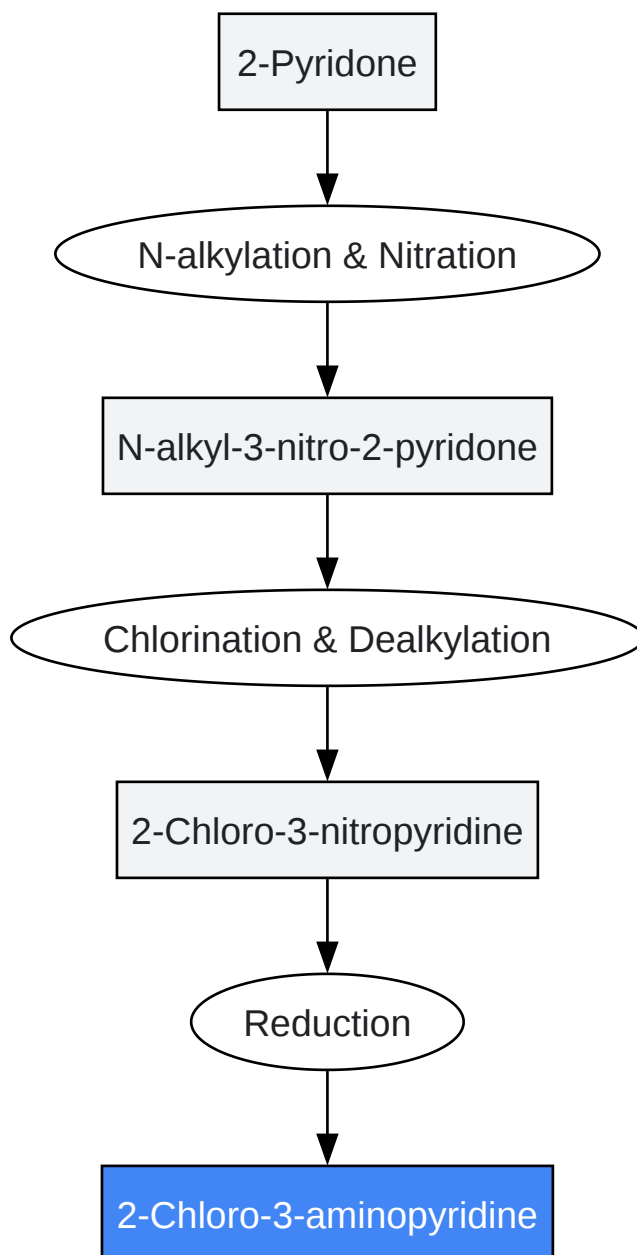 2-Pyridone
N-alkylation & Nitration
N-alkyl-3-nitro-2-pyridone
Chlorination & Dealkylation
2-Chloro-3-nitropyridine
Reduction
2-Chloro-3-aminopyridine